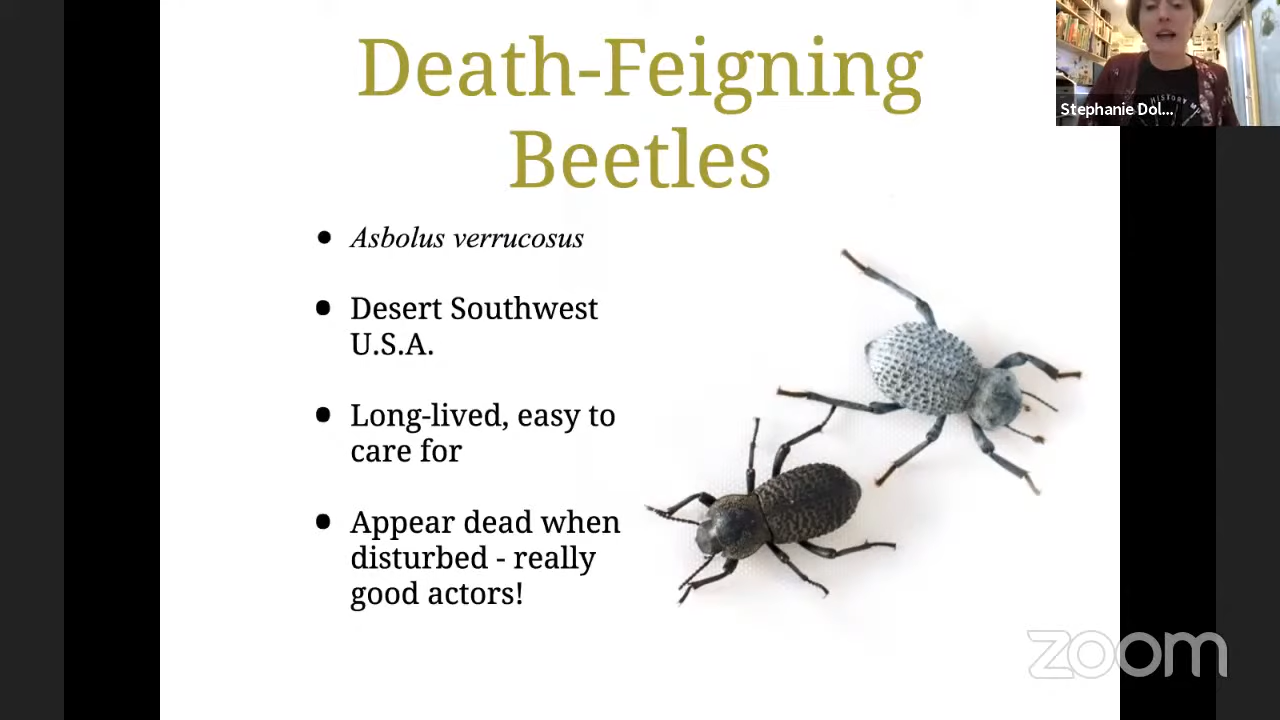 Death-Feigning
Beetles
• Asbolus verrucosus
• Desert Southwest
U.S.A.
• Long-lived, easy to
care for
• Appear dead when
disturbed - really
good actors!
Stephanie Dol...
HISTORY
zoom